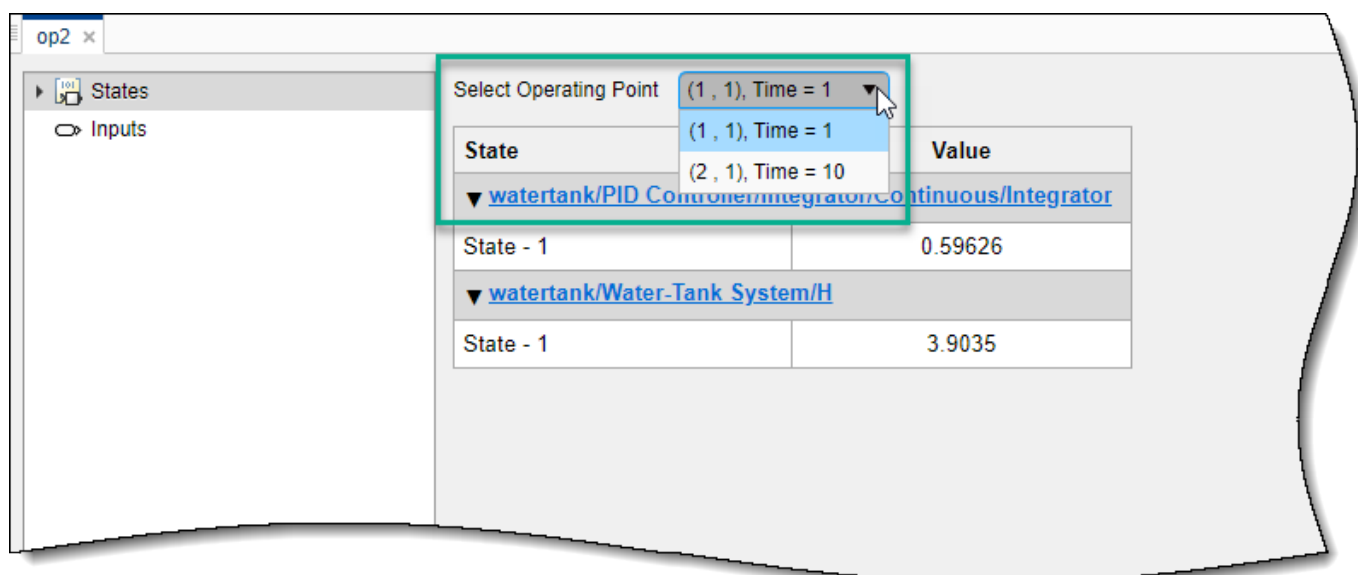 op2 ×
States
Inputs
Select Operating Point (1 , 1), Time = 1
(1 , 1), Time = 1
(2 , 1), Time = 10
State Value
watertank/PID Controller/Integrator/Continuous/Integrator
State - 1 0.59626
watertank/Water-Tank System/H
State - 1 3.9035